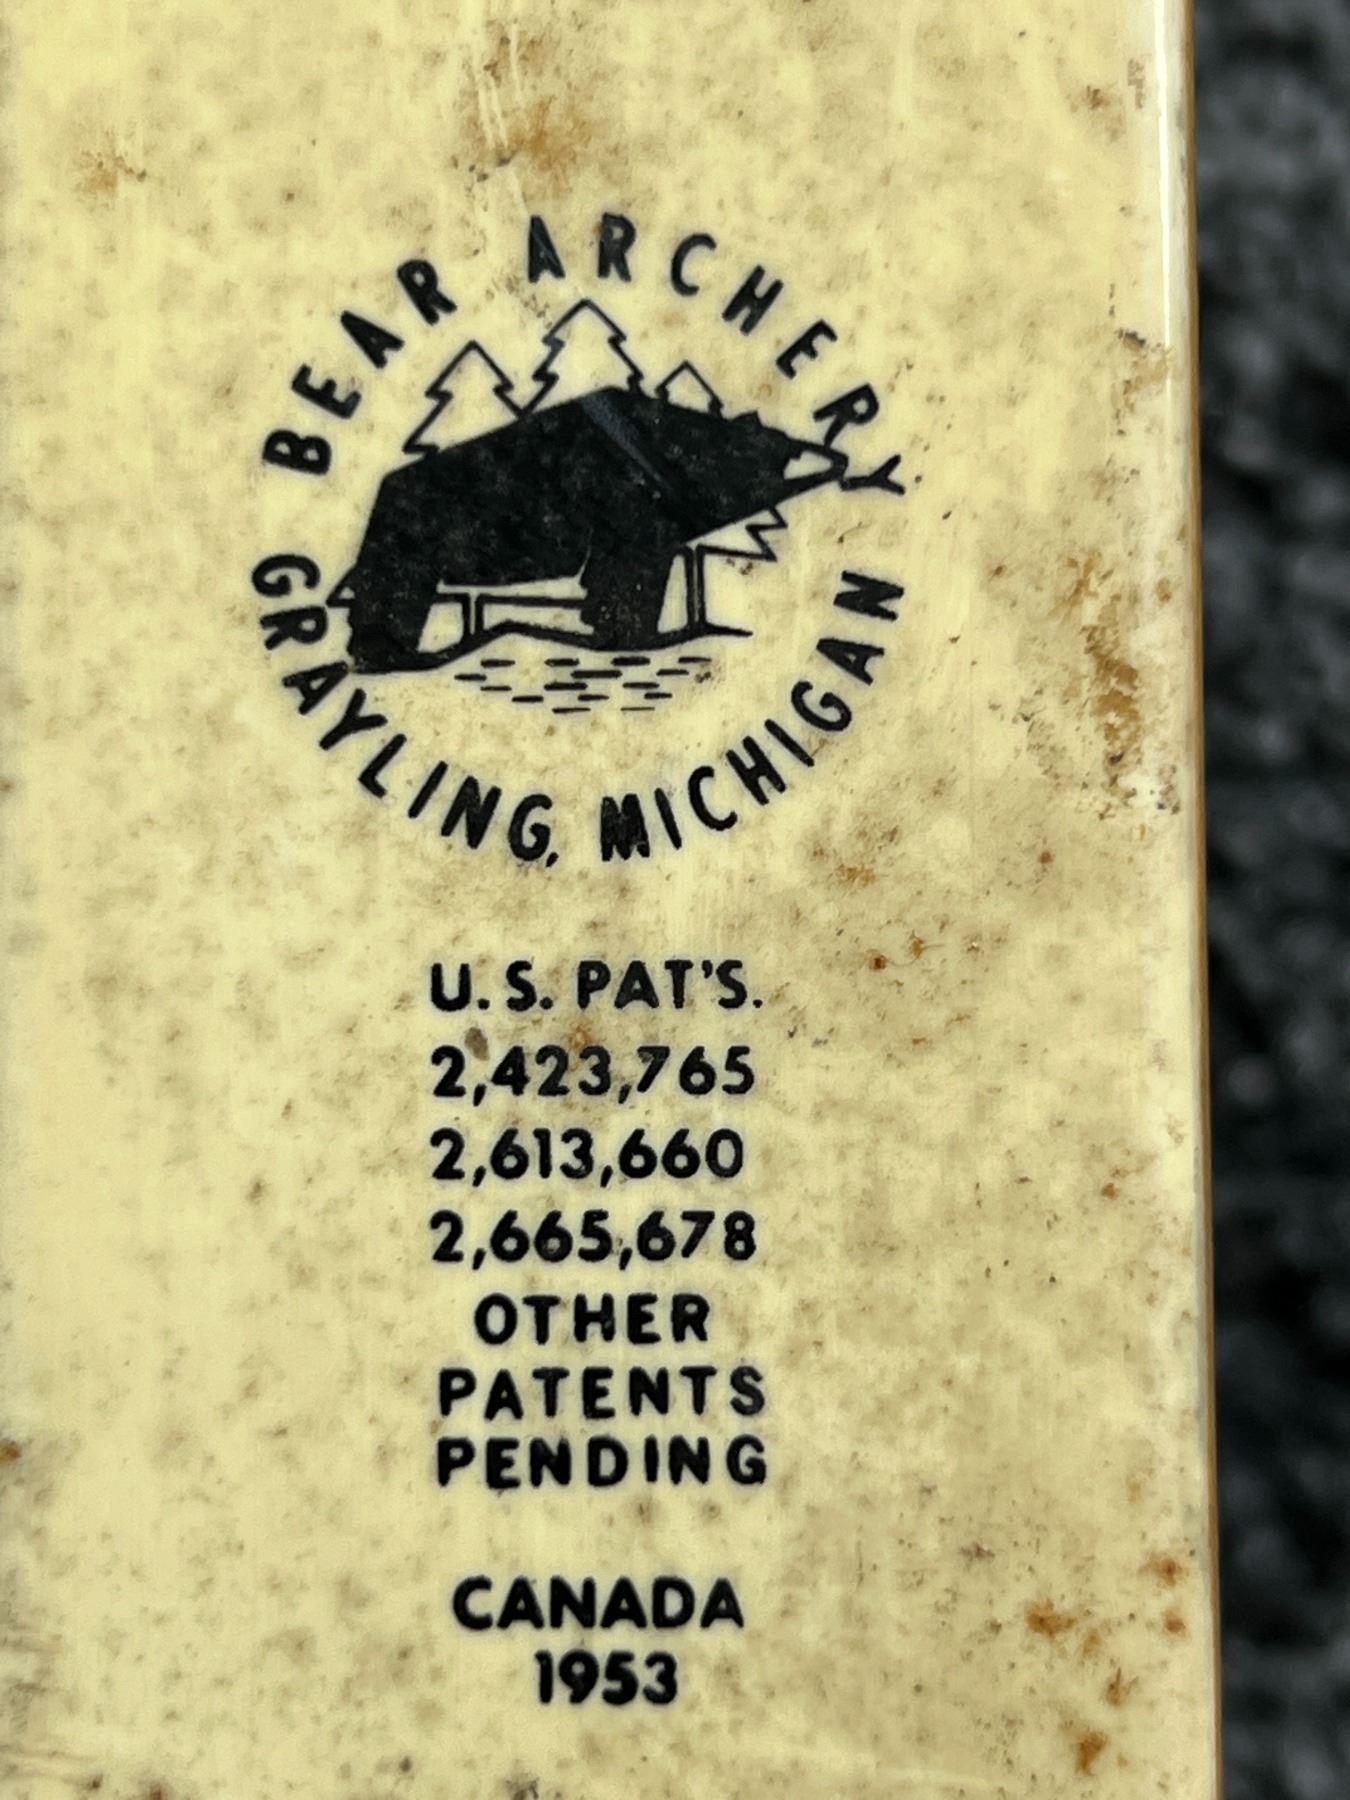 BEAR ARCHERY
GRAYLING, MICHIGAN
U.S. PAT'S.
2,423,765
2,613,660
2,665,678
OTHER
PATENTS
PENDING
CANADA
1953